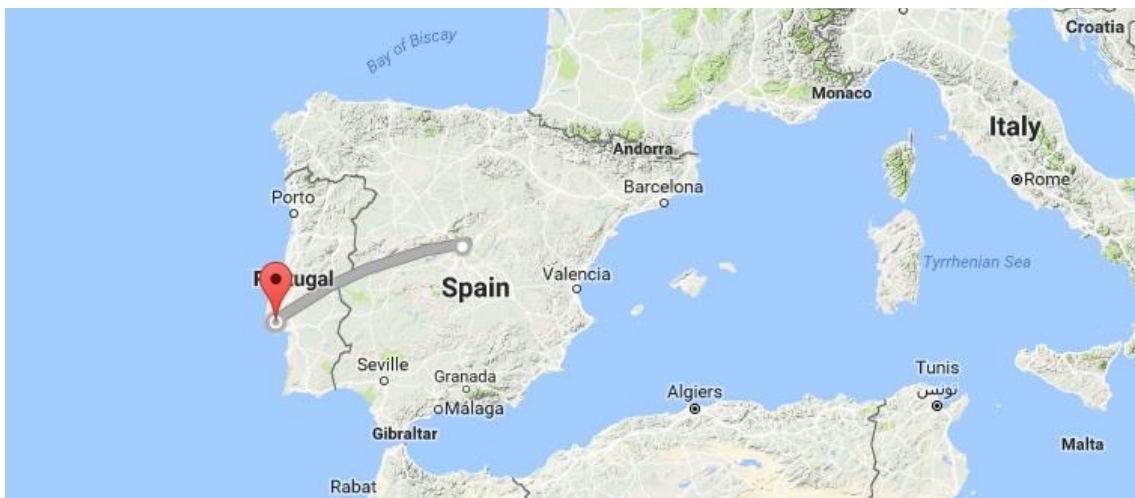 Croatia
Bay of Biscay
Monaco
Italy
Andorra
Rome
Barcelona
Porto
Tyrrhenian Sea
Valencia
Portugal
Spain
Seville
Granada
Tunis
تونس
Algiers
Málaga
Gibraltar
Malta
Rabat